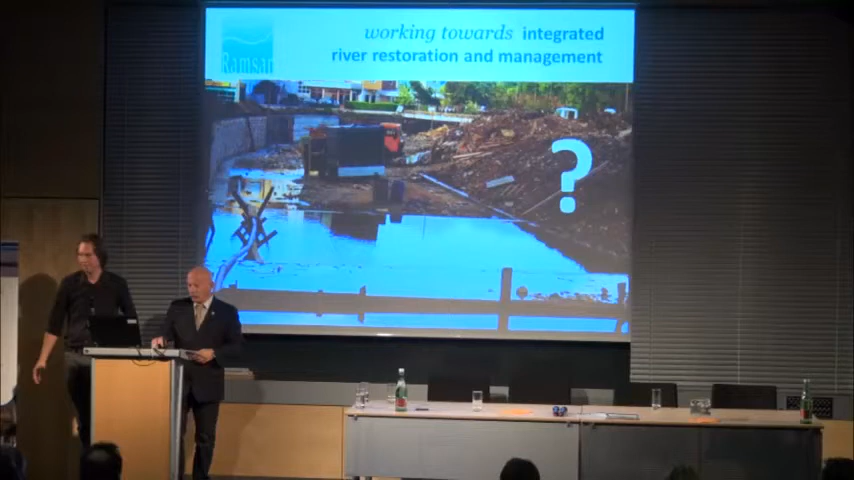 working towards integrated
river restoration and management
Ramsar
?